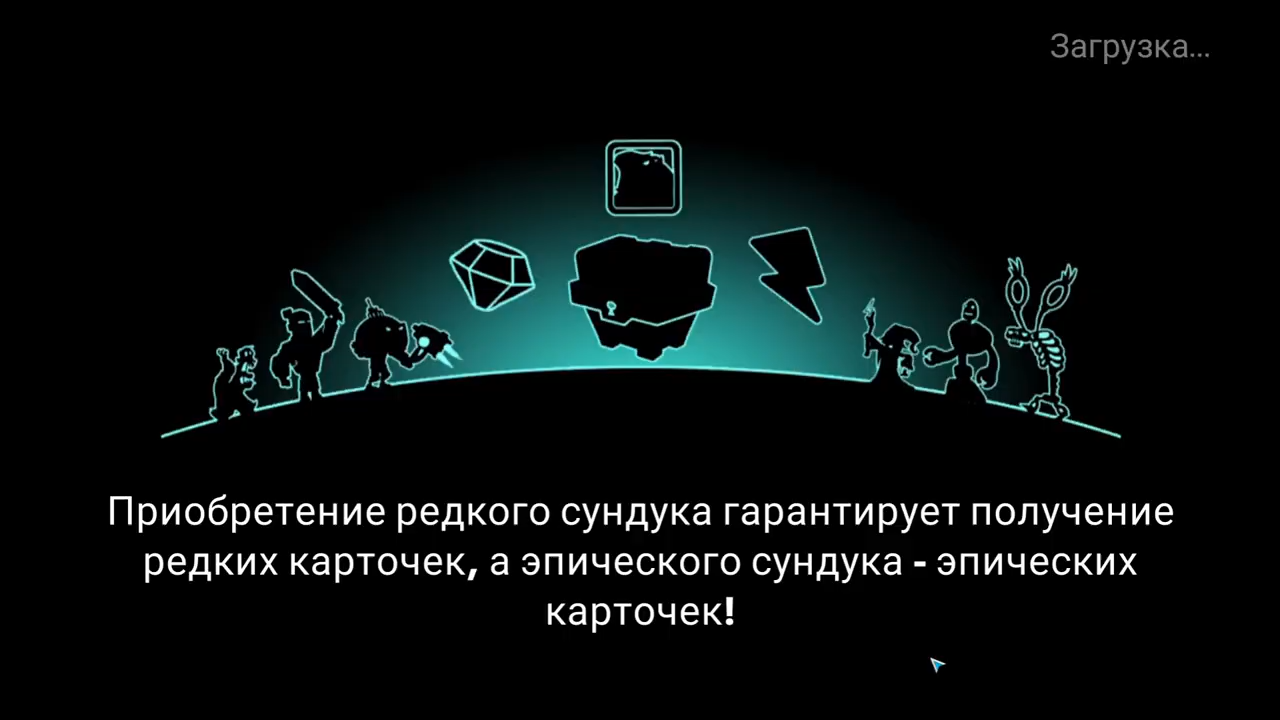 Загрузка...
Приобретение редкого сундука гарантирует получение
редких карточек, а эпического сундука - эпических
карточек!